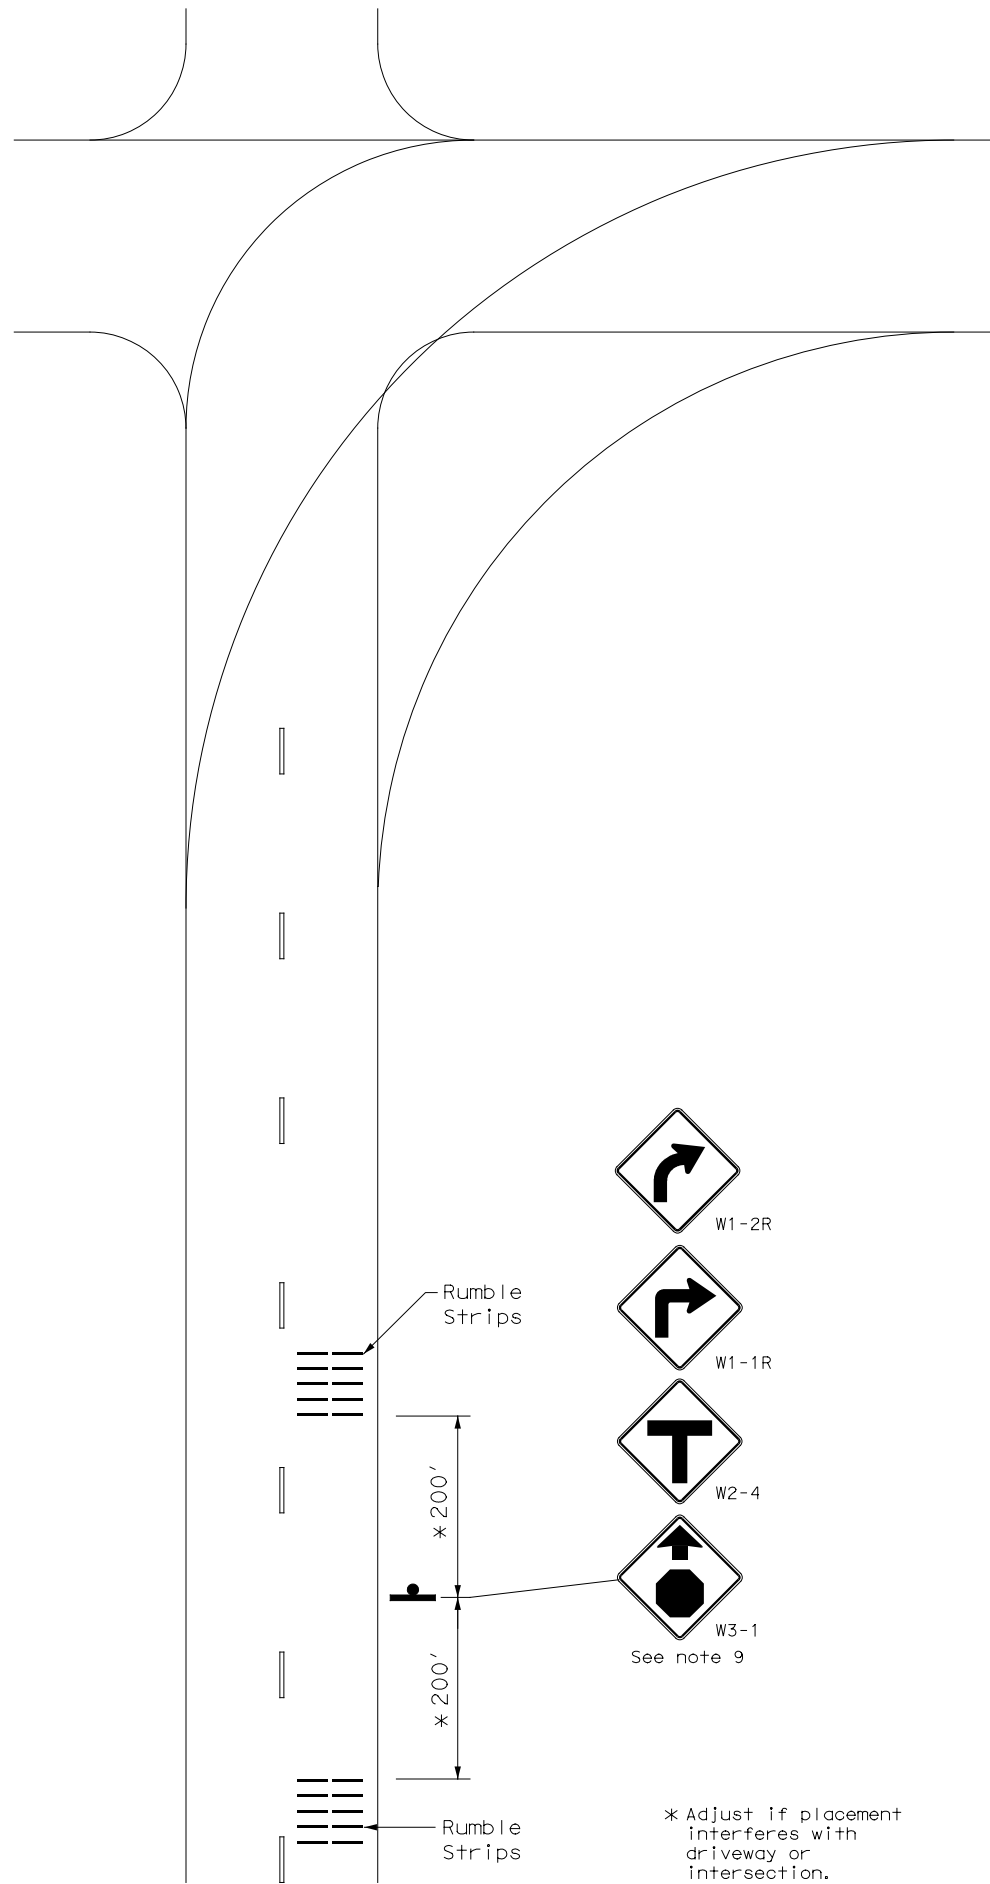 W1-2R
Rumble
Strips
W1-1R
W2-4
*200'
W3-1
See note 9
*200'
* Adjust if placement
interferes with
driveway or
intersection.
Rumble
Strips